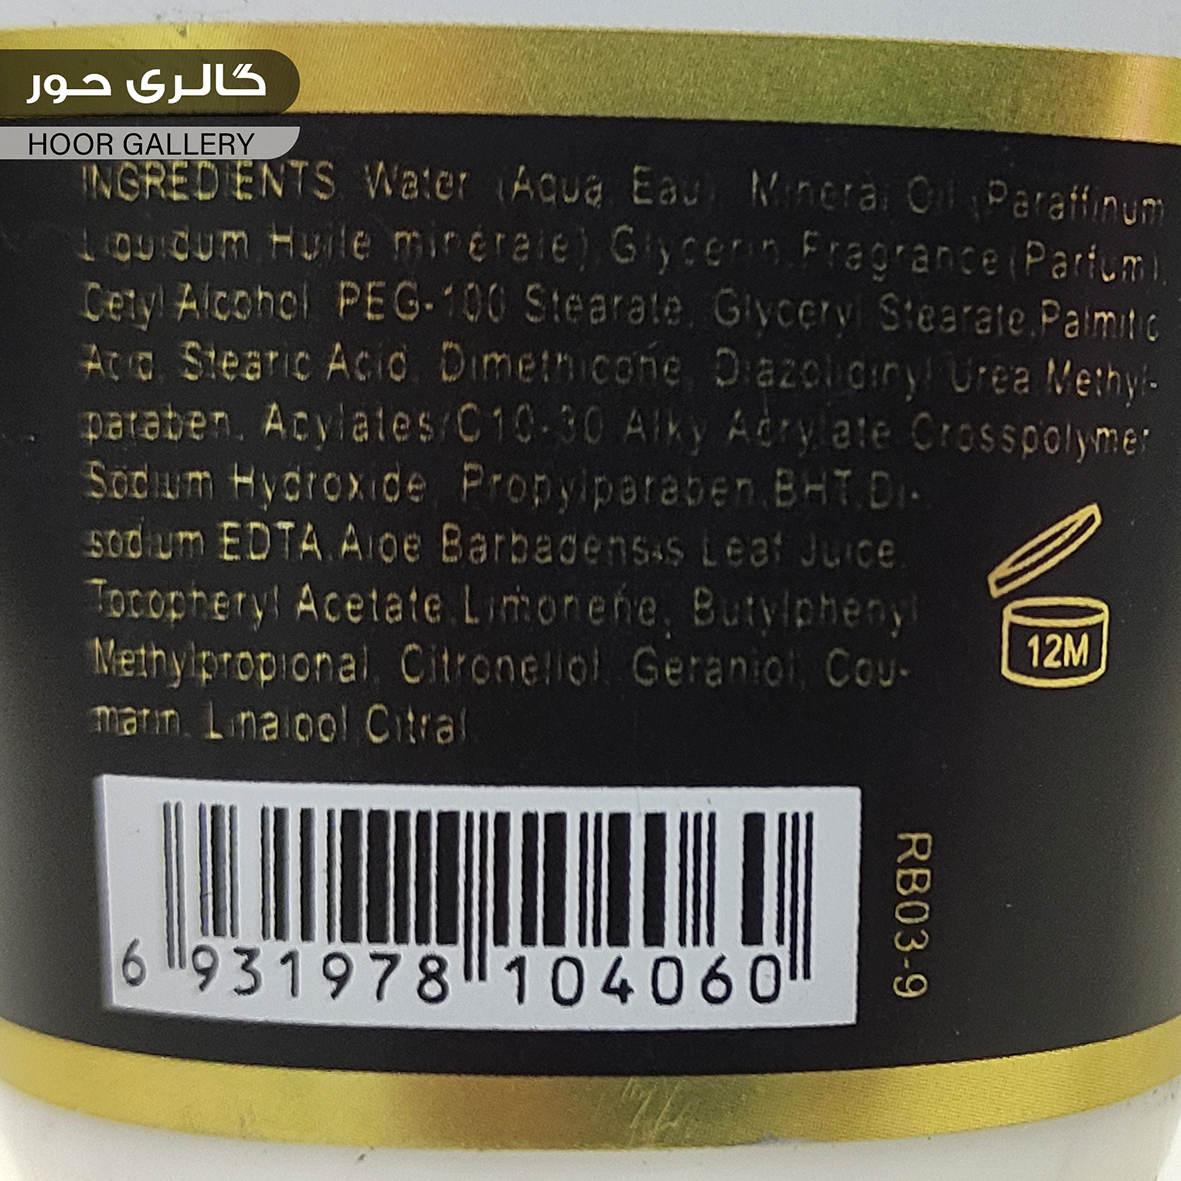 گالری حور
HOOR GALLERY
INGREDIENTS Water (Aqua Eau) Mineral Oil (Paraffinum
Liquidum Huile minérale) Glycerin, Fragrance (Parfum),
Cetyl Alcohol, PEG-100 Stearate, Glyceryl Stearate, Palmitic
Acid, Stearic Acid, Dimethicone, Diazolidinyl Urea, Methyl-
paraben, Acylates/C10-30 Alky Acrylate Crosspolymer
Sodium Hydroxide, Propylparaben, BHT, Di-
sodium EDTA, Aloe Barbadensis Leaf Juice,
Tocopheryl Acetate, Limonene, Butylphenyl
Methylpropional, Citronellol, Geraniol, Cou-
marin, Linalool, Citral
12M
6 931978 104060
RB03-9